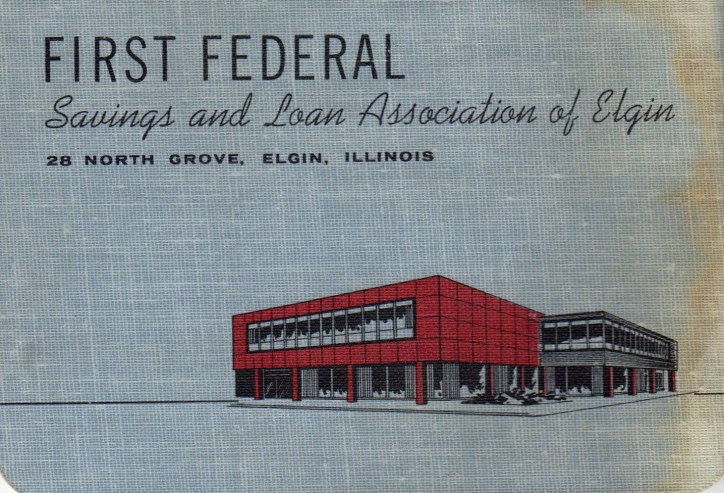 FIRST FEDERAL
Savings and Loan Association of Elgin
28 NORTH GROVE, ELGIN, ILLINOIS